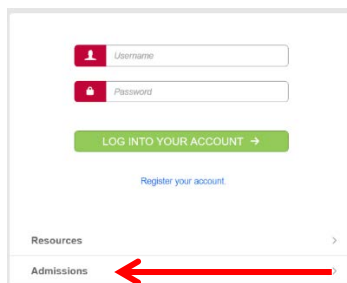 Username
Password
LOG INTO YOUR ACCOUNT →
Register your account.
Resources
Admissions